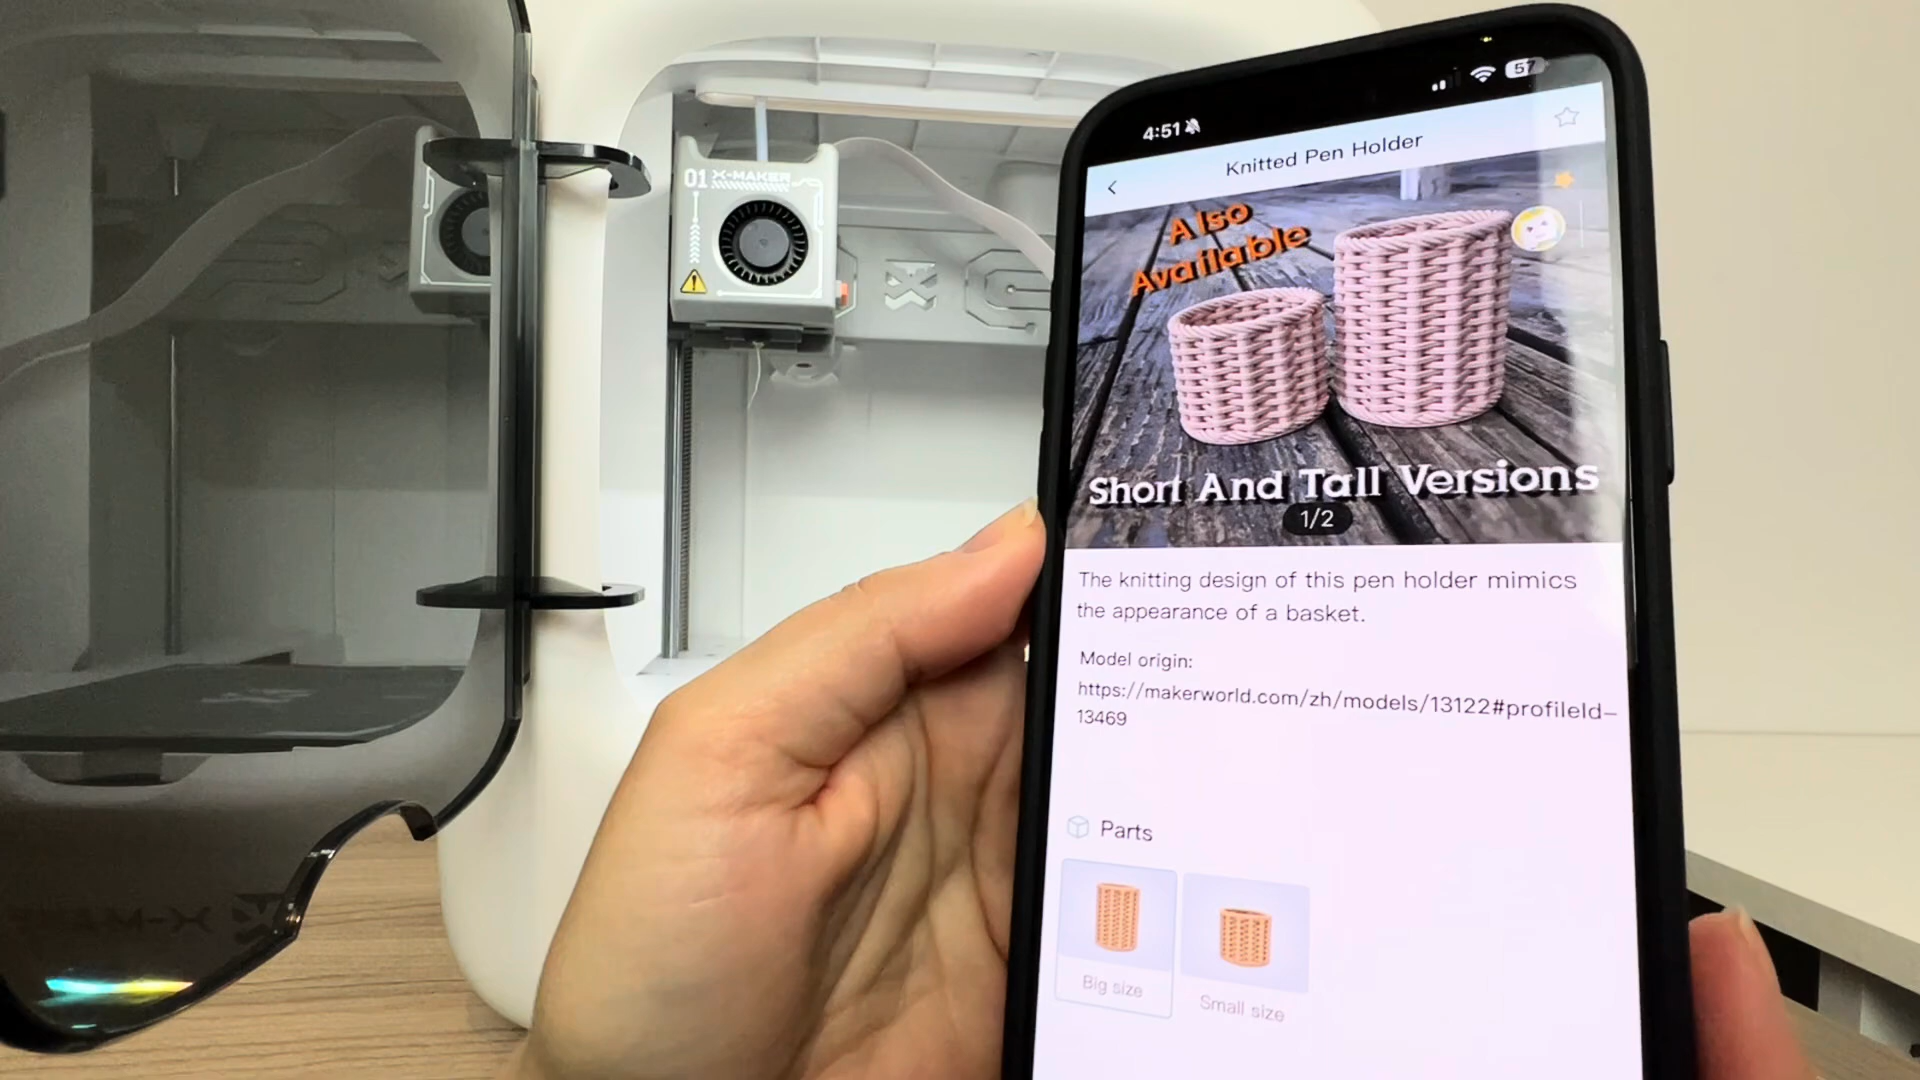 01 X-MAKER
4:51
57
Knitted Pen Holder
Also
Available
Short And Tall Versions
1/2
The knitting design of this pen holder mimics
the appearance of a basket.
Model origin:
https://makerworld.com/zh/models/13122#profileId-
13469
Parts
Big size
Small size